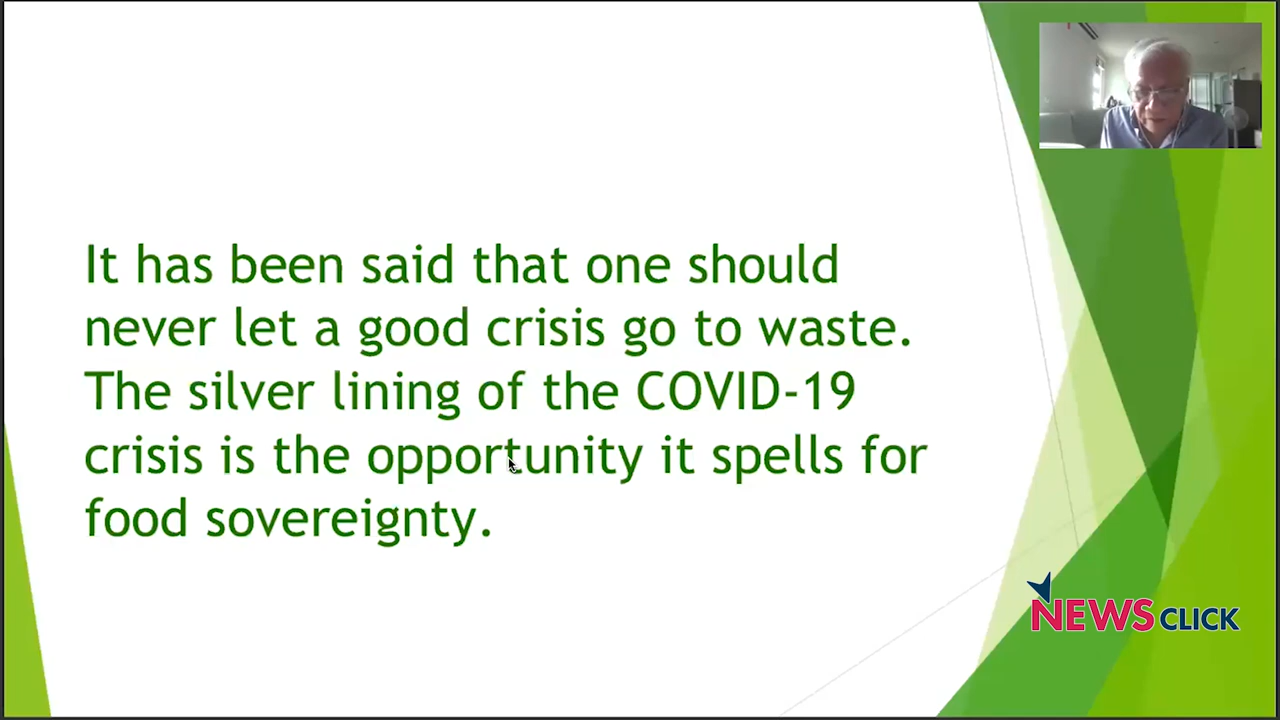 It has been said that one should
never let a good crisis go to waste.
The silver lining of the COVID-19
crisis is the opportunity it spells for
food sovereignty.
NEWSCLICK